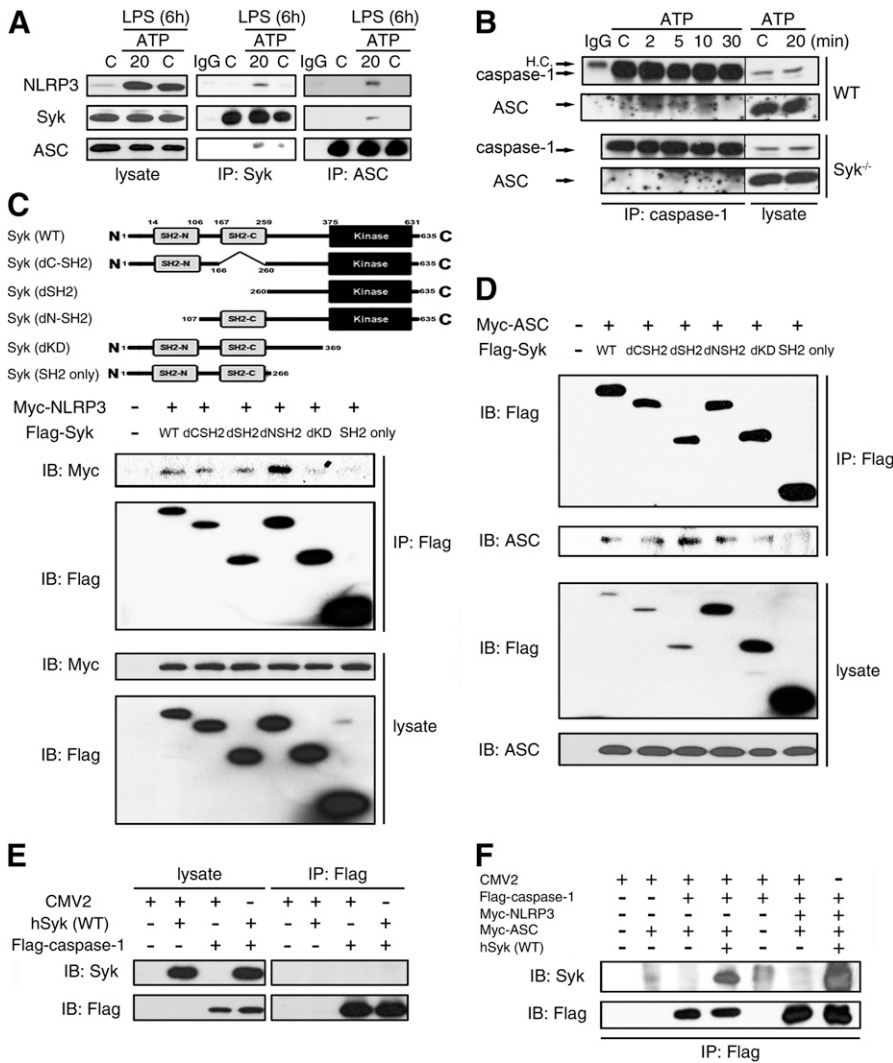 A
LPS (6h) LPS (6h) LPS (6h)
ATP ATP ATP
C 20 C IgG C 20 C IgG C 20 C
NLRP3
Syk
ASC
lysate IP: Syk IP: ASC
B
ATP ATP
IgG C 2 5 10 30 C 20 (min)
H.C.
caspase-1
ASC
WT
caspase-1
ASC
Syk-/-
IP: caspase-1 lysate
C
14 106 167 259 375 631
Syk (WT) N 1 SH2-N SH2-C Kinase 635 C
Syk (dC-SH2) N 1 SH2-N 166 260 Kinase 635 C
Syk (dSH2) 260 Kinase 635 C
Syk (dN-SH2) 107 SH2-C Kinase 635 C
Syk (dKD) N 1 SH2-N SH2-C 369
Syk (SH2 only) N 1 SH2-N SH2-C 266
Myc-NLRP3 - + + + + + +
Flag-Syk - WT dCSH2 dSH2 dNSH2 dKD SH2 only
IB: Myc
IB: Flag
IP: Flag
IB: Myc
IB: Flag
lysate
D
Myc-ASC - + + + + + +
Flag-Syk - WT dCSH2 dSH2 dNSH2 dKD SH2 only
IB: Flag
IP: Flag
IB: ASC
IB: Flag
lysate
IB: ASC
E
lysate IP: Flag
CMV2 + + + - + + + -
hSyk (WT) - + - + - + - +
Flag-caspase-1 - - + + - - + +
IB: Syk
IB: Flag
F
CMV2 + + + + + + -
Flag-caspase-1 - - + + + + +
Myc-NLRP3 - - - - - + +
Myc-ASC - + + + - + +
hSyk (WT) - - - + - - +
IB: Syk
IB: Flag
IP: Flag